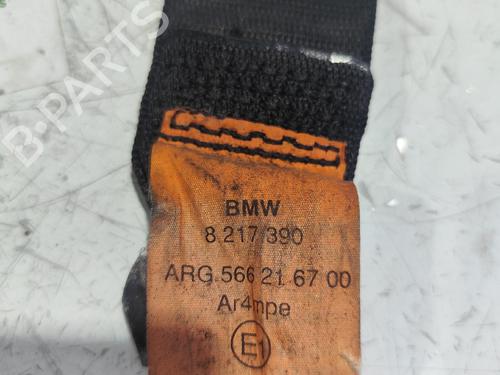 B-PARTS
BMW
8 217 390
ARG.566 21 67 00
Ar4mpe
E1